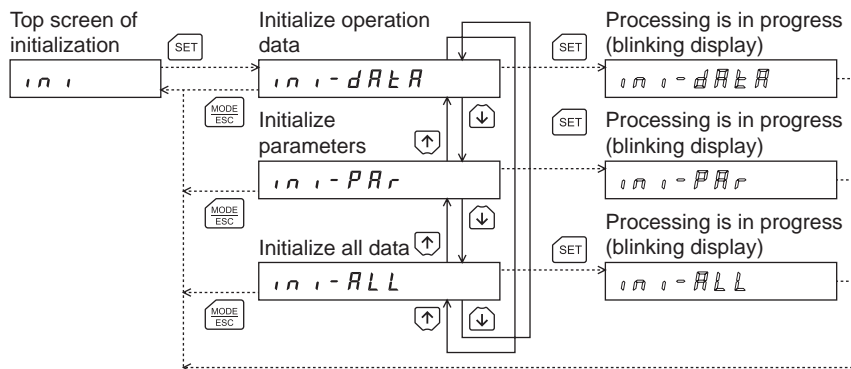 Top screen of
initialization
SET
ini
Initialize operation
data
ini-dAtA
SET
Processing is in progress
(blinking display)
ini-dAtA
MODE
ESC
Initialize
parameters
ini-PAr
SET
Processing is in progress
(blinking display)
ini-PAr
MODE
ESC
Initialize all data
ini-ALL
SET
Processing is in progress
(blinking display)
ini-ALL
MODE
ESC